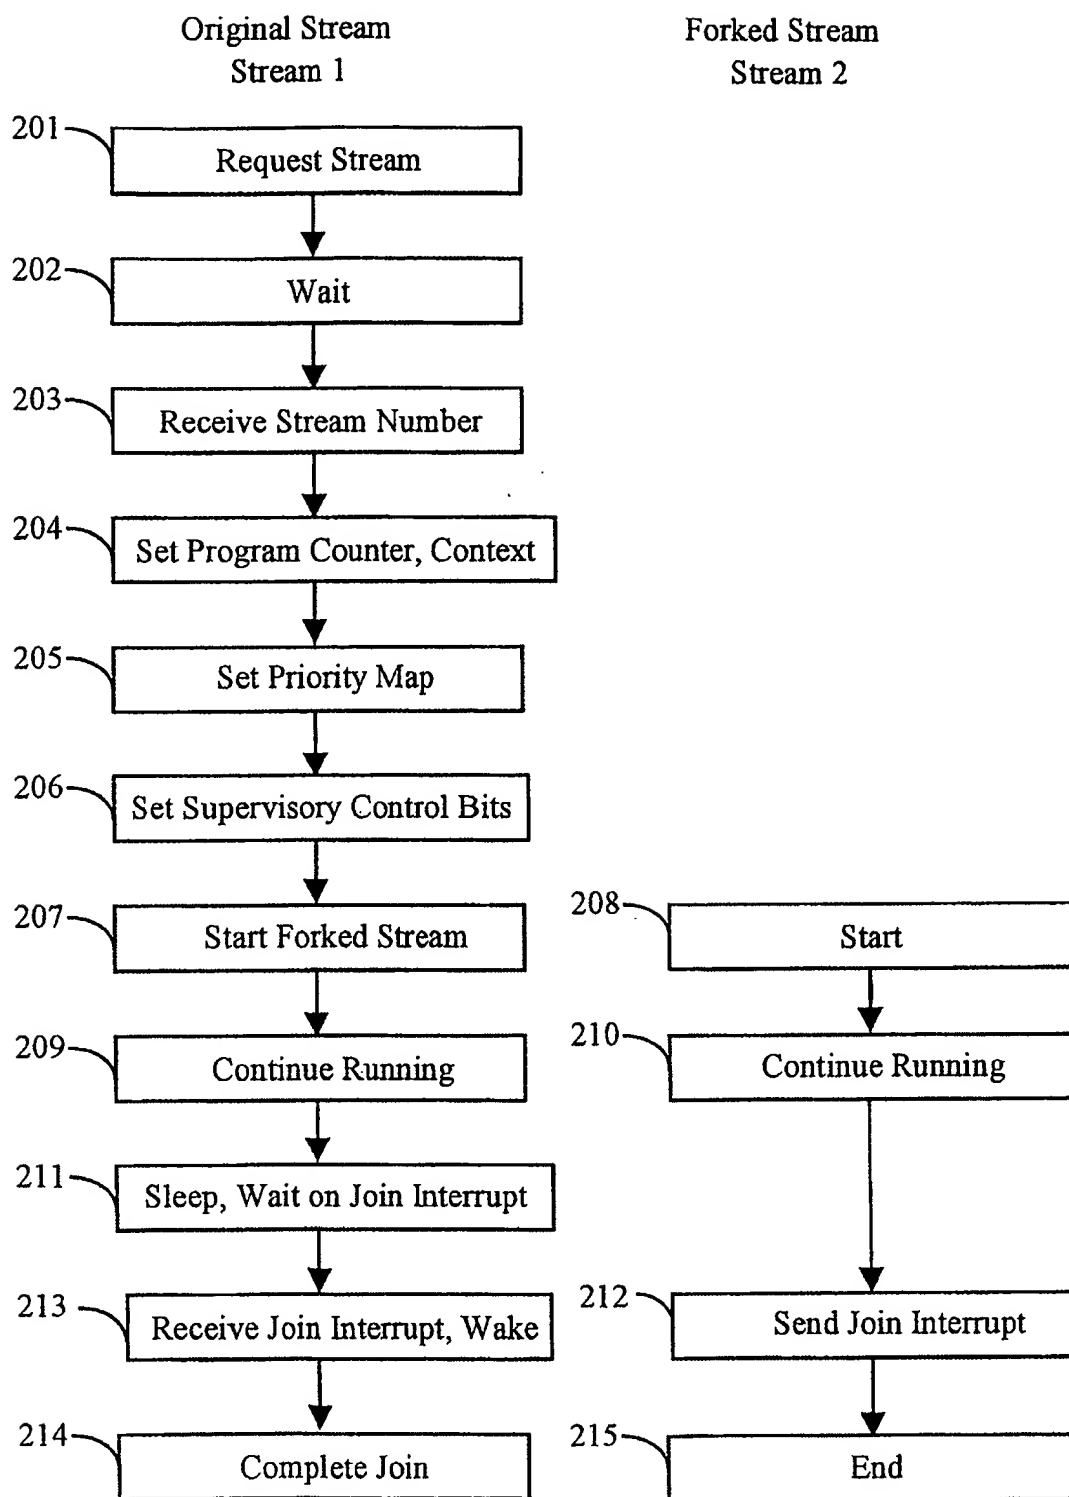 Original Stream
Stream 1
Forked Stream
Stream 2
201
Request Stream
202
Wait
203
Receive Stream Number
204
Set Program Counter, Context
205
Set Priority Map
206
Set Supervisory Control Bits
207
Start Forked Stream
208
Start
209
Continue Running
210
Continue Running
211
Sleep, Wait on Join Interrupt
212
Send Join Interrupt
213
Receive Join Interrupt, Wake
214
Complete Join
215
End